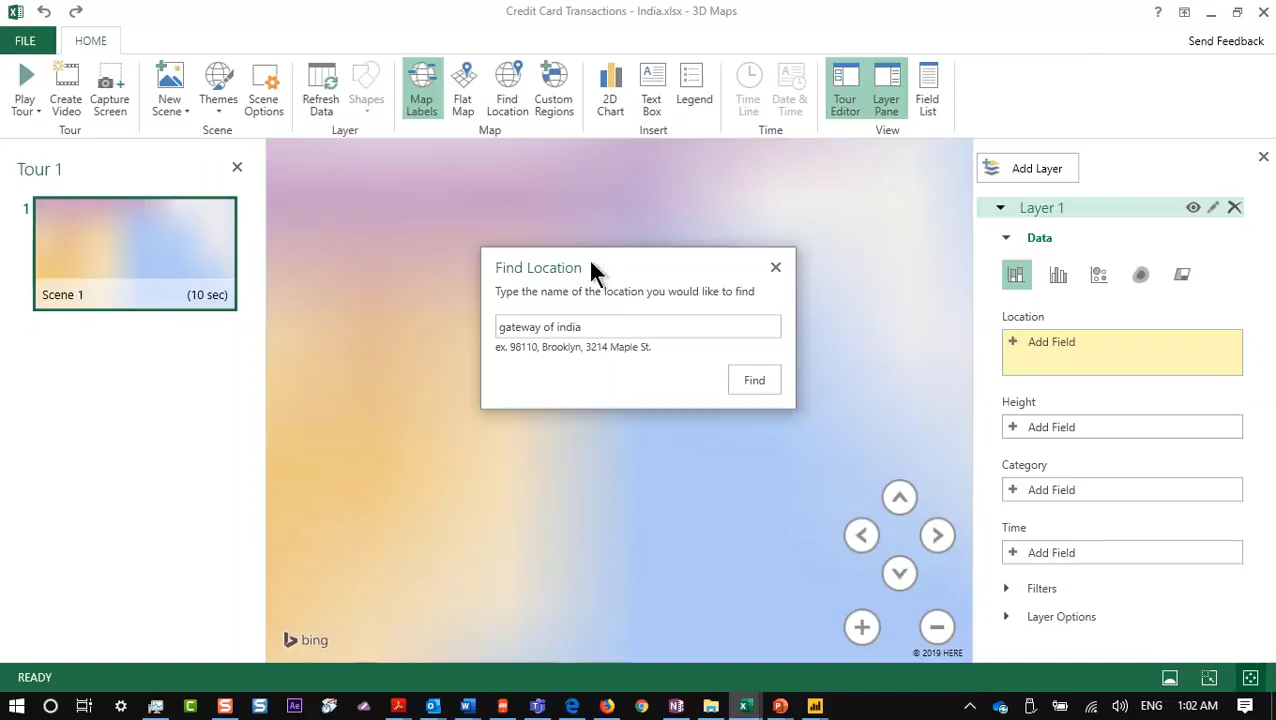 Credit Card Transactions - India.xlsx - 3D Maps
?
FILE
HOME
Send Feedback
Play Tour
Create Video
Capture Screen
New Scene
Themes
Scene Options
Refresh Data
Shapes
Map Labels
Flat Map
Find Location
Custom Regions
2D Chart
Text Box
Legend
Time Line
Date & Time
Tour Editor
Layer Pane
Field List
Tour
Scene
Layer
Map
Insert
Time
View
Tour 1
1
Scene 1
(10 sec)
Find Location
Type the name of the location you would like to find
gateway of india
ex. 98110, Brooklyn, 3214 Maple St.
Find
bing
© 2019 HERE
Add Layer
Layer 1
Data
Location
Add Field
Height
Add Field
Category
Add Field
Time
Add Field
Filters
Layer Options
READY
ENG
1:02 AM